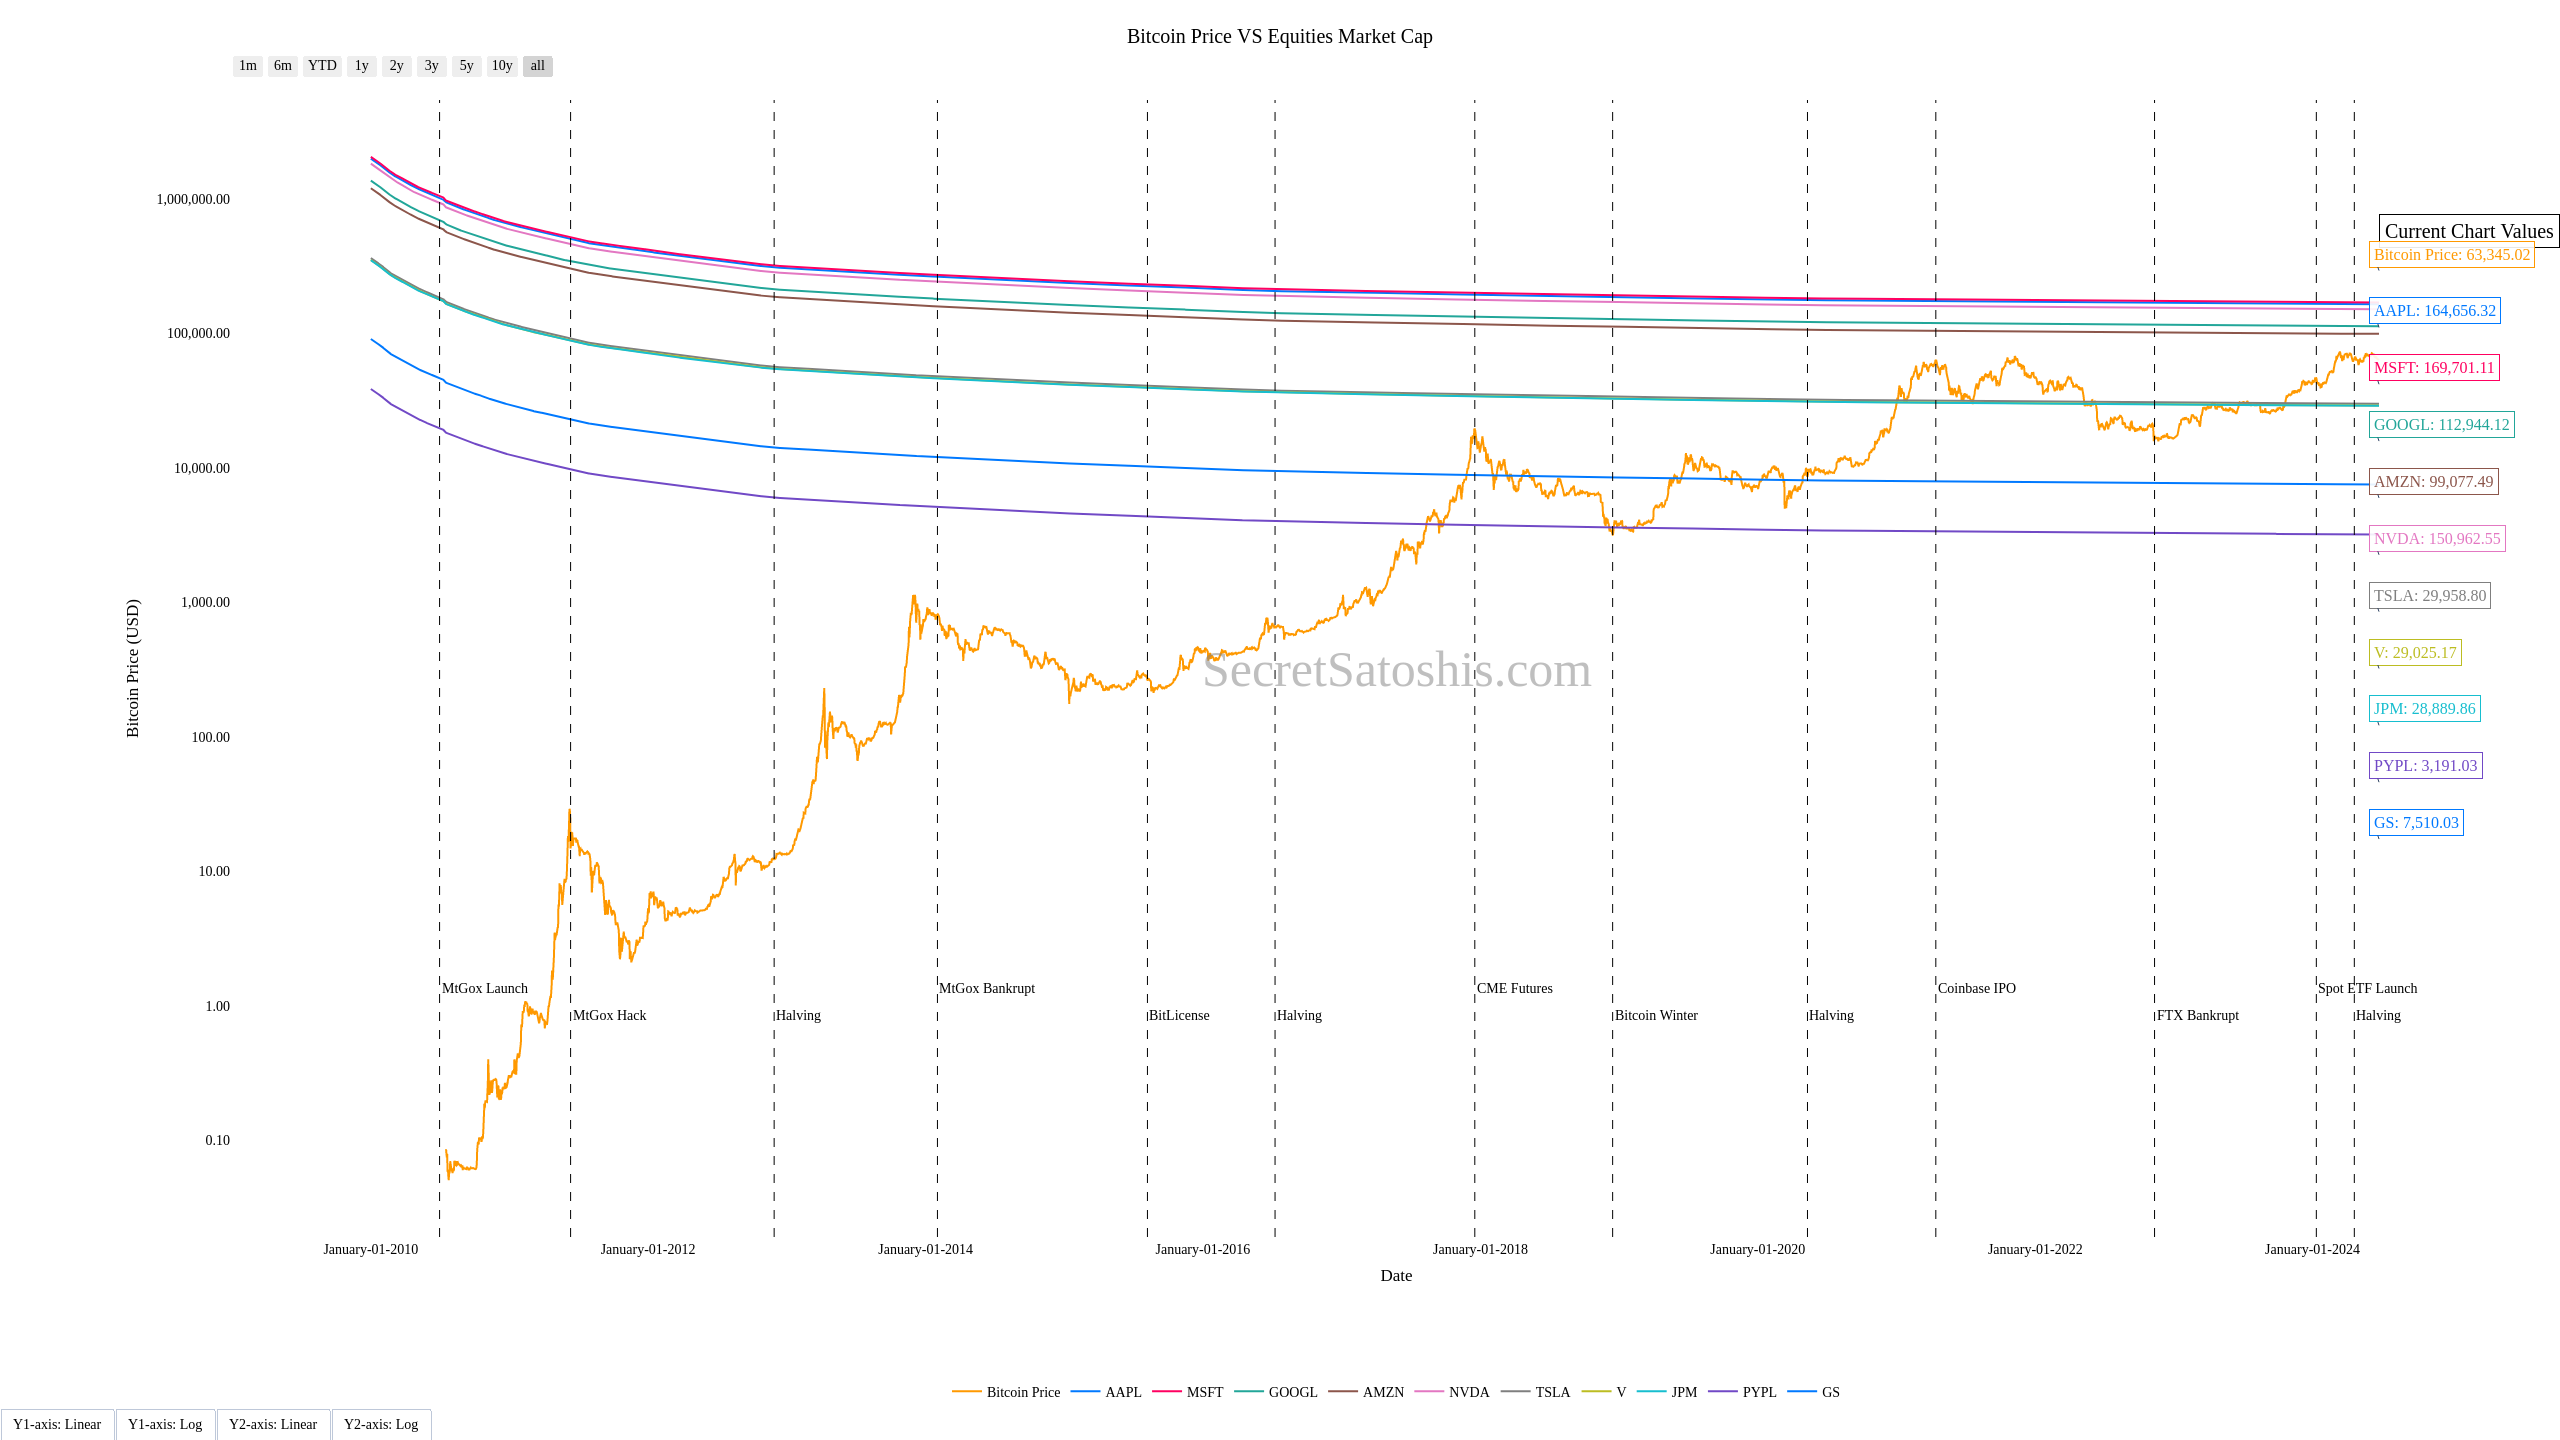 Bitcoin Price VS Equities Market Cap
1m 6m YTD 1y 2y 3y 5y 10y all
1,000,000.00
100,000.00
10,000.00
1,000.00
100.00
10.00
1.00
0.10
Bitcoin Price (USD)
Current Chart Values
Bitcoin Price: 63,345.02
AAPL: 164,656.32
MSFT: 169,701.11
GOOGL: 112,944.12
AMZN: 99,077.49
NVDA: 150,962.55
TSLA: 29,958.80
V: 29,025.17
JPM: 28,889.86
PYPL: 3,191.03
GS: 7,510.03
SecretSatoshis.com
MtGox Launch
MtGox Hack
Halving
MtGox Bankrupt
BitLicense
Halving
CME Futures
Bitcoin Winter
Halving
Coinbase IPO
FTX Bankrupt
Spot ETF Launch
Halving
January-01-2010 January-01-2012 January-01-2014 January-01-2016 January-01-2018 January-01-2020 January-01-2022 January-01-2024
Date
Bitcoin Price AAPL MSFT GOOGL AMZN NVDA TSLA V JPM PYPL GS
Y1-axis: Linear Y1-axis: Log Y2-axis: Linear Y2-axis: Log